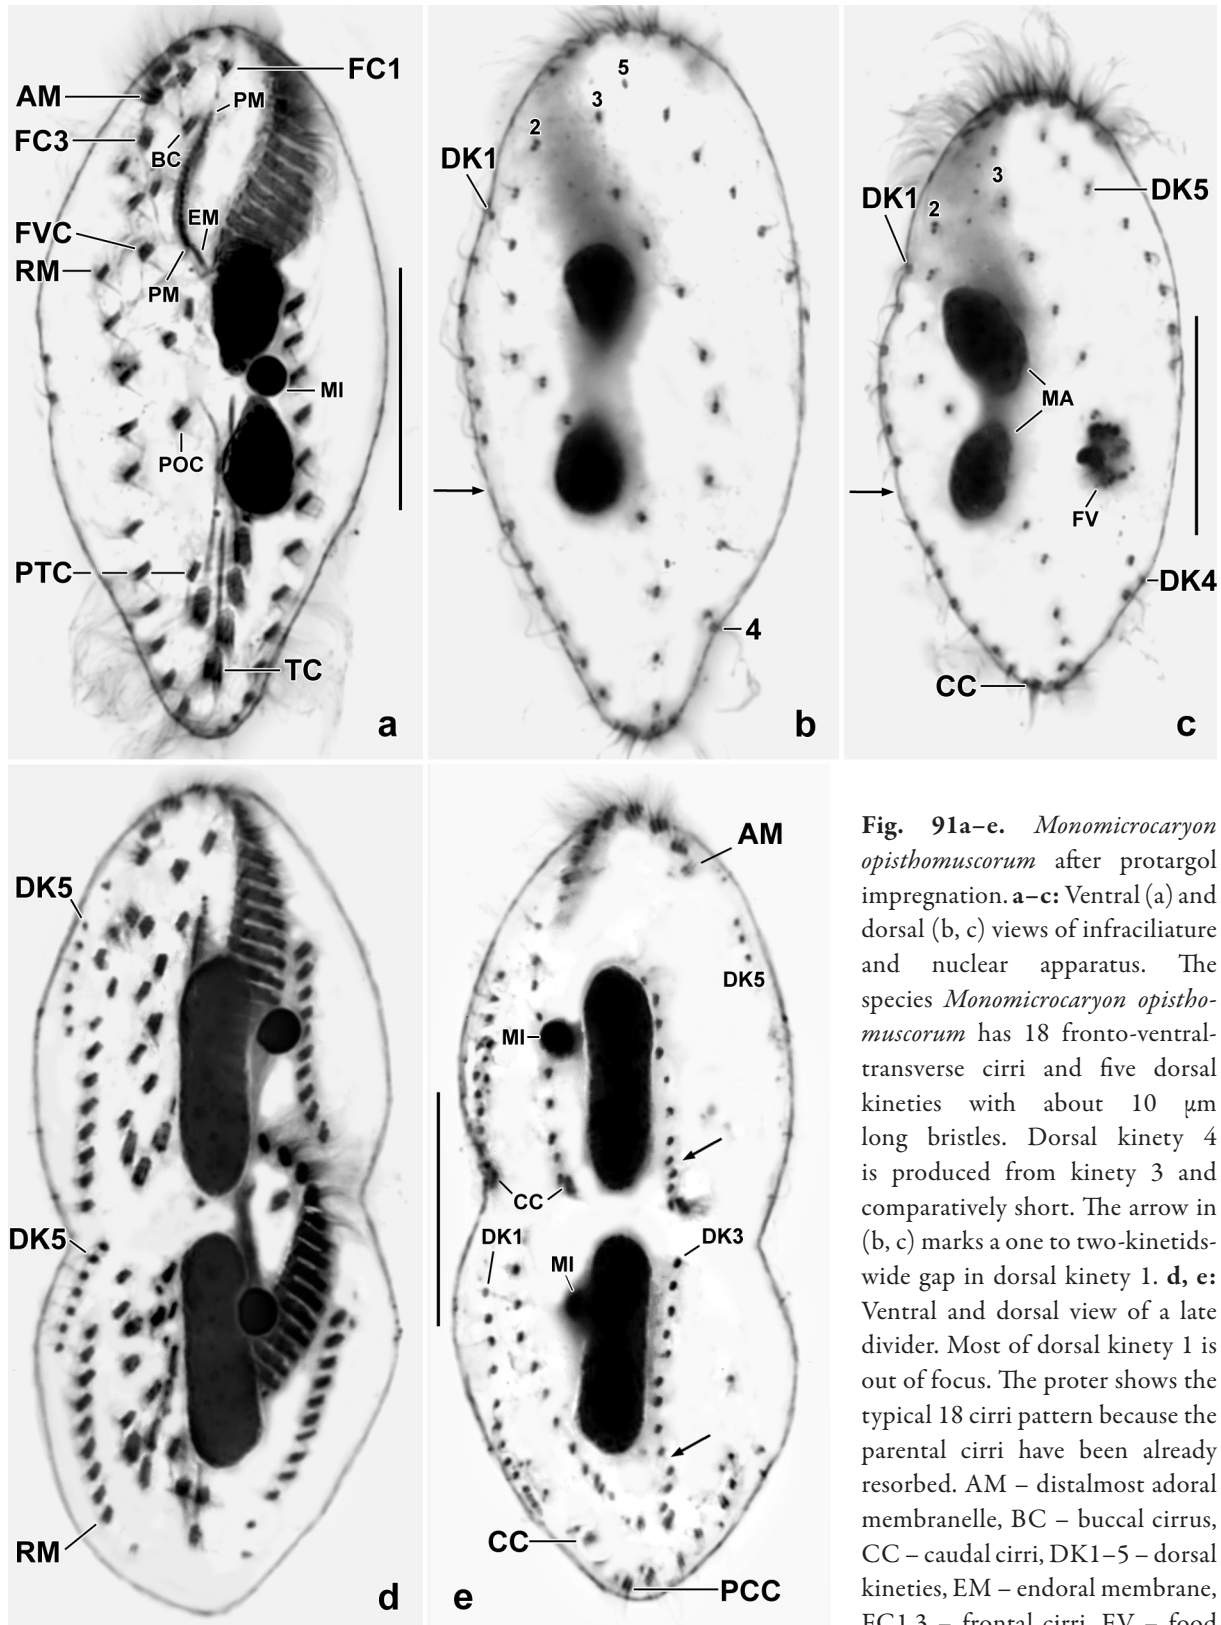 FC1
AM
PM
FC3
BC
EM
FVC
RM
PM
MI
POC
PTC
TC
a
5
3
2
DK1
4
b
3
DK5
DK1
2
MA
FV
DK4
CC
c
DK5
DK5
RM
d
AM
DK5
MI
CC
DK1
DK3
MI
CC
PCC
e
Fig. 91a–e. Monomicrocaryon
opisthomuscorum after protargol
impregnation. a–c: Ventral (a) and
dorsal (b, c) views of infraciliature
and nuclear apparatus. The
species Monomicrocaryon opistho-
muscorum has 18 fronto-ventral-
transverse cirri and five dorsal
kineties with about 10 μm
long bristles. Dorsal kinety 4
is produced from kinety 3 and
comparatively short. The arrow in
(b, c) marks a one to two-kinetids-
wide gap in dorsal kinety 1. d, e:
Ventral and dorsal view of a late
divider. Most of dorsal kinety 1 is
out of focus. The proter shows the
typical 18 cirri pattern because the
parental cirri have been already
resorbed. AM – distalmost adoral
membranelle, BC – buccal cirrus,
CC – caudal cirri, DK1–5 – dorsal
kineties, EM – endoral membrane,
FC1,3 – frontal cirri, FV – food